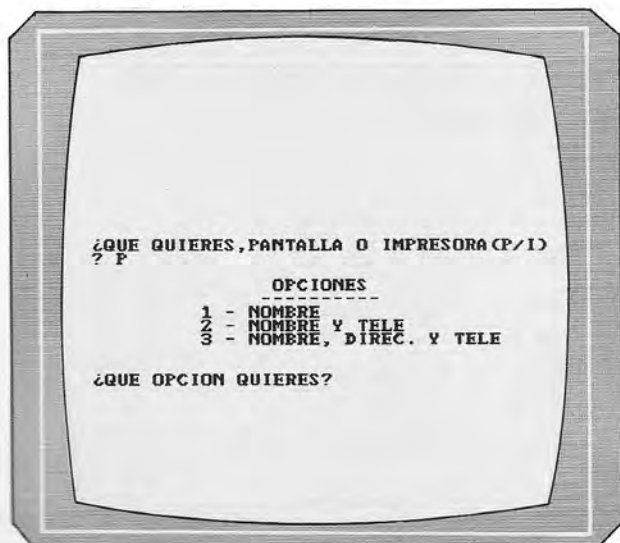 ¿QUE QUIERES,PANTALLA O IMPRESORA(P/I)
? P
OPCIONES
----------
1 - NOMBRE
2 - NOMBRE Y TELE
3 - NOMBRE, DIREC. Y TELE
¿QUE OPCION QUIERES?